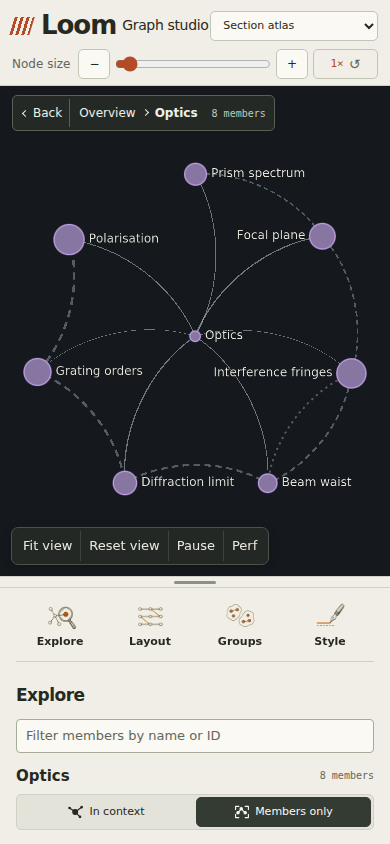 Loom Graph studio Section atlas
Node size − + 1× ↺
Back Overview Optics 8 members
Prism spectrum
Focal plane
Polarisation
Optics
Grating orders
Interference fringes
Diffraction limit
Beam waist
Fit view Reset view Pause Perf
Explore Layout Groups Style
Explore
Filter members by name or ID
Optics 8 members
In context Members only